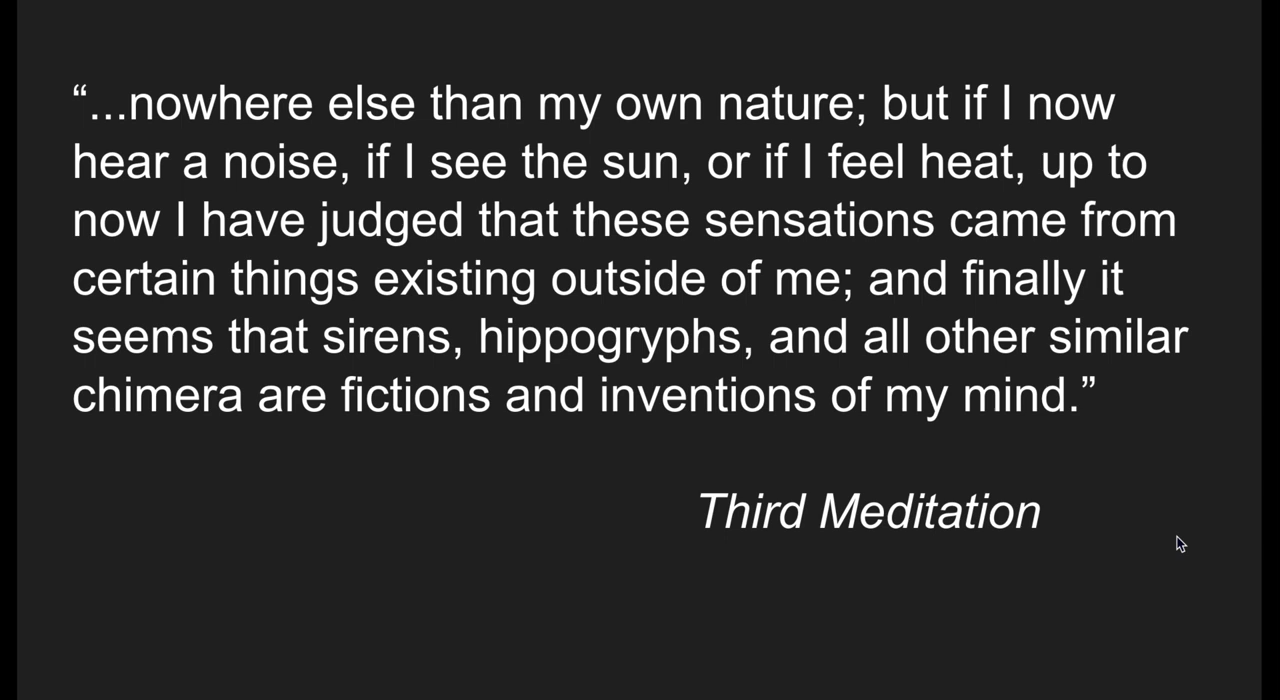 “...nowhere else than my own nature; but if I now
hear a noise, if I see the sun, or if I feel heat, up to
now I have judged that these sensations came from
certain things existing outside of me; and finally it
seems that sirens, hippogryphs, and all other similar
chimera are fictions and inventions of my mind.”
Third Meditation